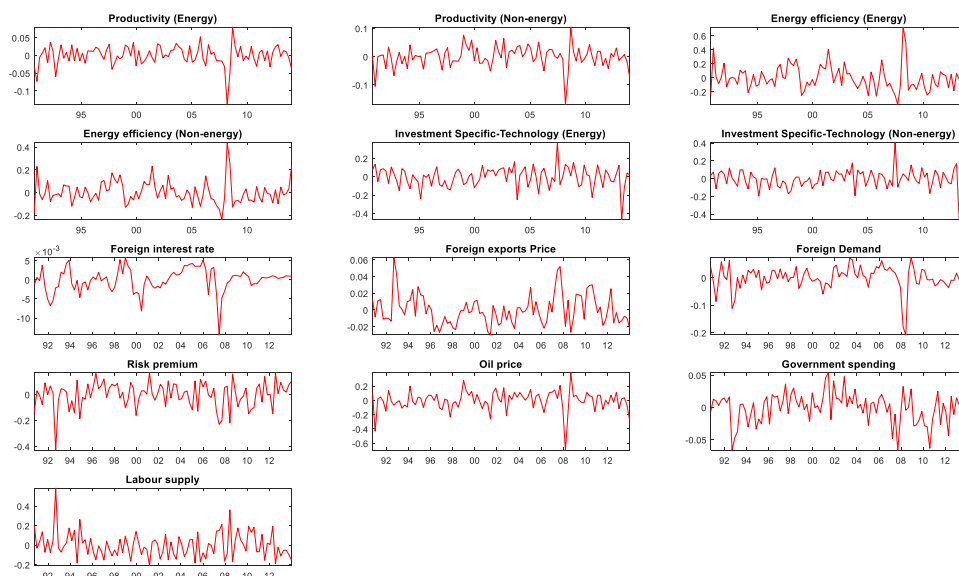 Productivity (Energy)
0.05
0
-0.05
-0.1
95 00 05 10
Productivity (Non-energy)
0.1
0
-0.1
95 00 05 10
Energy efficiency (Energy)
0.6
0.4
0.2
0
-0.2
95 00 05 10
Energy efficiency (Non-energy)
0.4
0.2
0
-0.2
95 00 05 10
Investment Specific-Technology (Energy)
0.2
0
-0.2
-0.4
95 00 05 10
Investment Specific-Technology (Non-energy)
0.4
0.2
0
-0.2
-0.4
95 00 05 10
Foreign interest rate
×10⁻³
5
0
-5
-10
92 94 96 98 00 02 04 06 08 10 12
Foreign exports Price
0.06
0.04
0.02
0
-0.02
92 94 96 98 00 02 04 06 08 10 12
Foreign Demand
0
-0.1
-0.2
92 94 96 98 00 02 04 06 08 10 12
Risk premium
0
-0.2
-0.4
92 94 96 98 00 02 04 06 08 10 12
Oil price
0.2
0
-0.2
-0.4
-0.6
92 94 96 98 00 02 04 06 08 10 12
Government spending
0.05
0
-0.05
92 94 96 98 00 02 04 06 08 10 12
Labour supply
0.4
0.2
0
-0.2
92 94 96 98 00 02 04 06 08 10 12